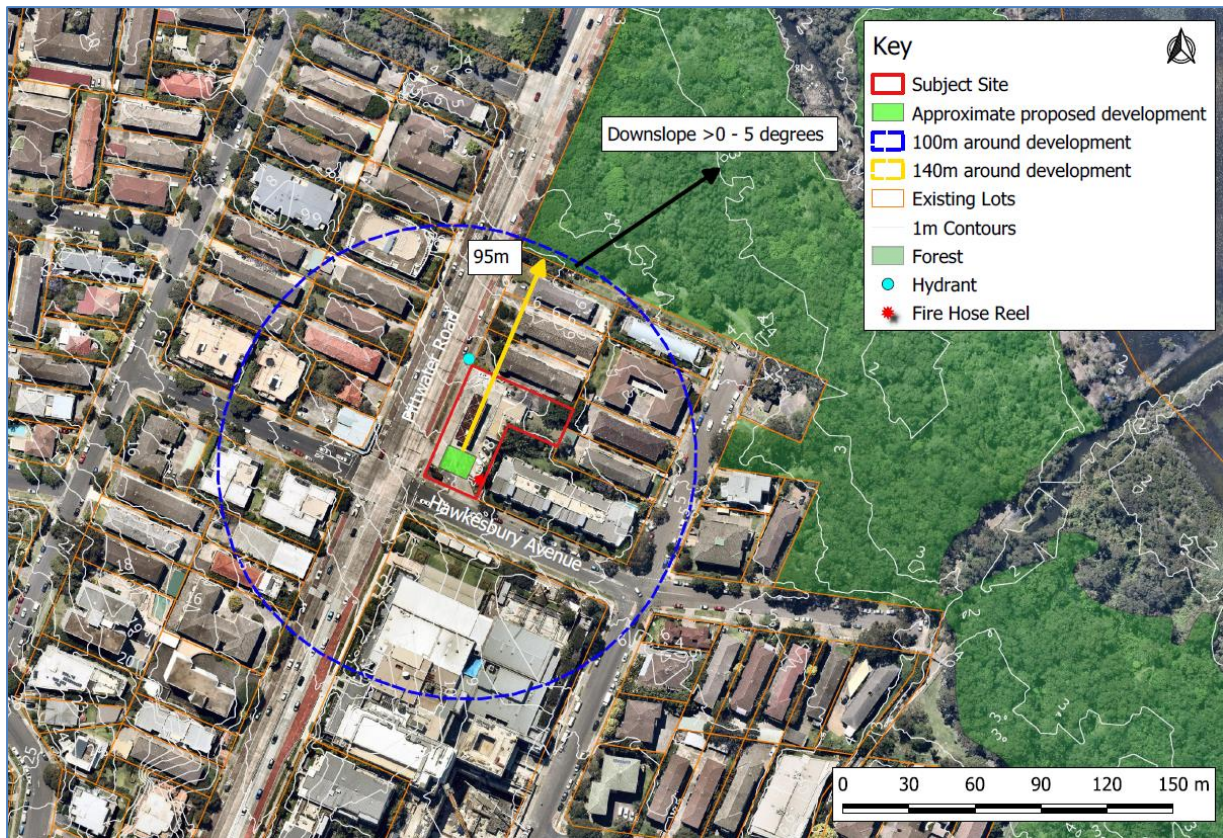 Key
Subject Site
Approximate proposed development
100m around development
140m around development
Existing Lots
1m Contours
Forest
Hydrant
Fire Hose Reel
Downslope >0 - 5 degrees
95m
Pittwater Road
Hawkesbury Avenue
0 30 60 90 120 150 m